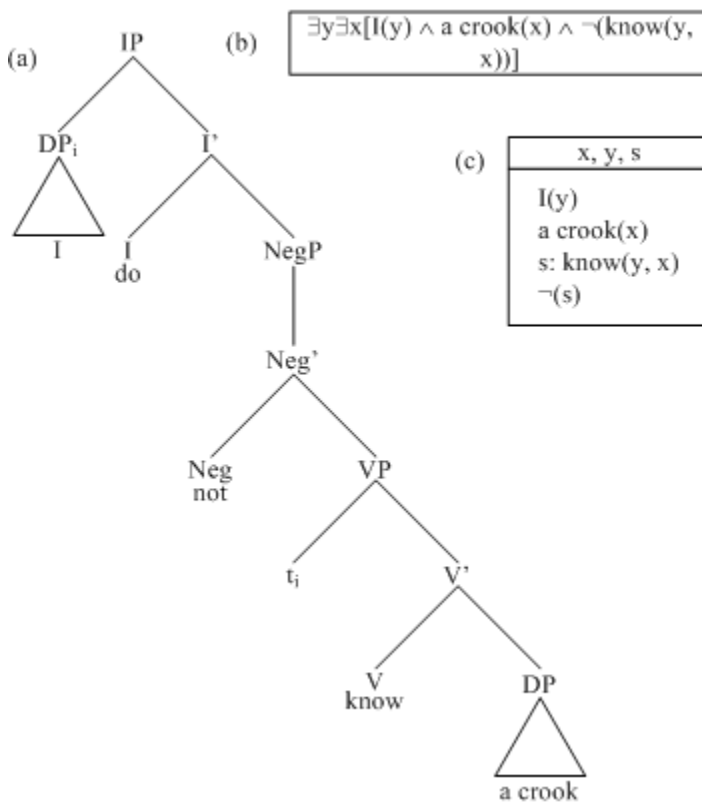 (a)
IP
DPᵢ
I’
I
I
do
NegP
Neg’
Neg
not
VP
tᵢ
V’
V
know
DP
a crook
(b)
∃y∃x[I(y) ∧ a crook(x) ∧ ¬(know(y,
x))]
(c)
x, y, s
I(y)
a crook(x)
s: know(y, x)
¬(s)